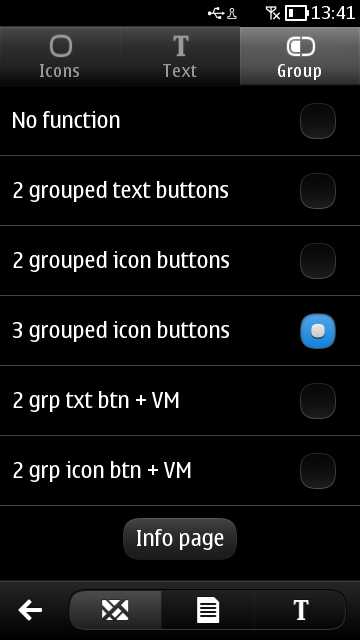 13:41
Icons
Text
Group
No function
2 grouped text buttons
2 grouped icon buttons
3 grouped icon buttons
2 grp txt btn + VM
2 grp icon btn + VM
Info page